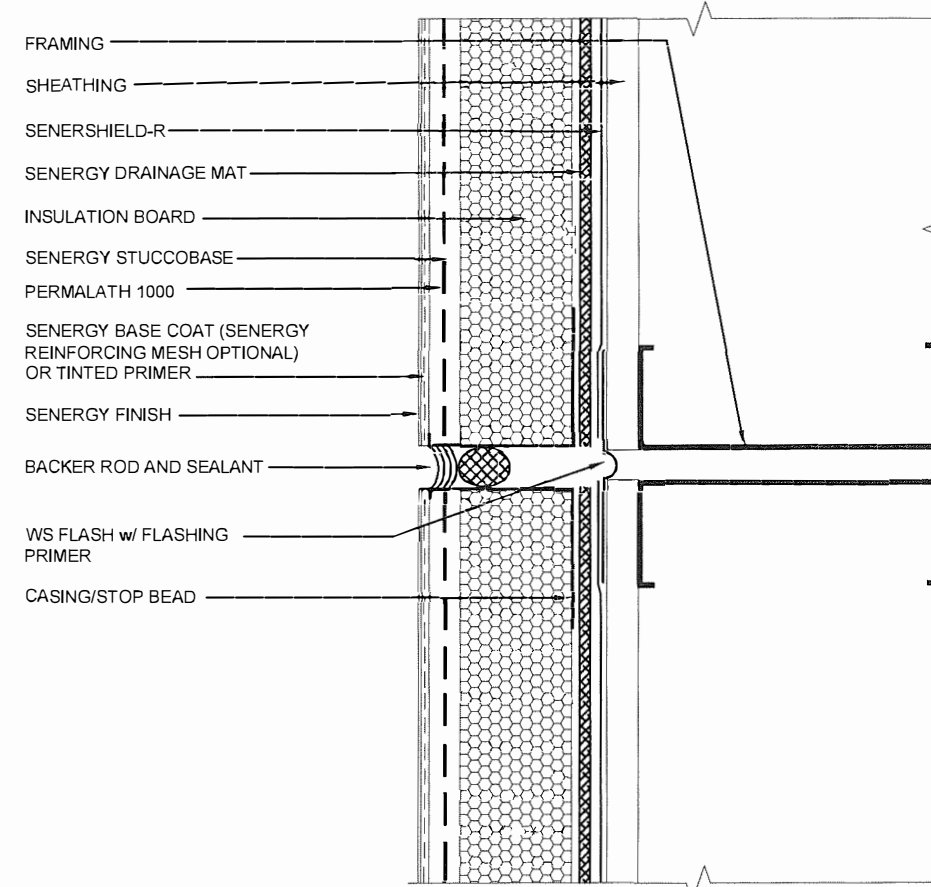 FRAMING
SHEATHING
SENERSHIELD-R
SENERGY DRAINAGE MAT
INSULATION BOARD
SENERGY STUCCOBASE
PERMALATH 1000
SENERGY BASE COAT (SENERGY
REINFORCING MESH OPTIONAL)
OR TINTED PRIMER
SENERGY FINISH
BACKER ROD AND SEALANT
WS FLASH w/ FLASHING
PRIMER
CASING/STOP BEAD